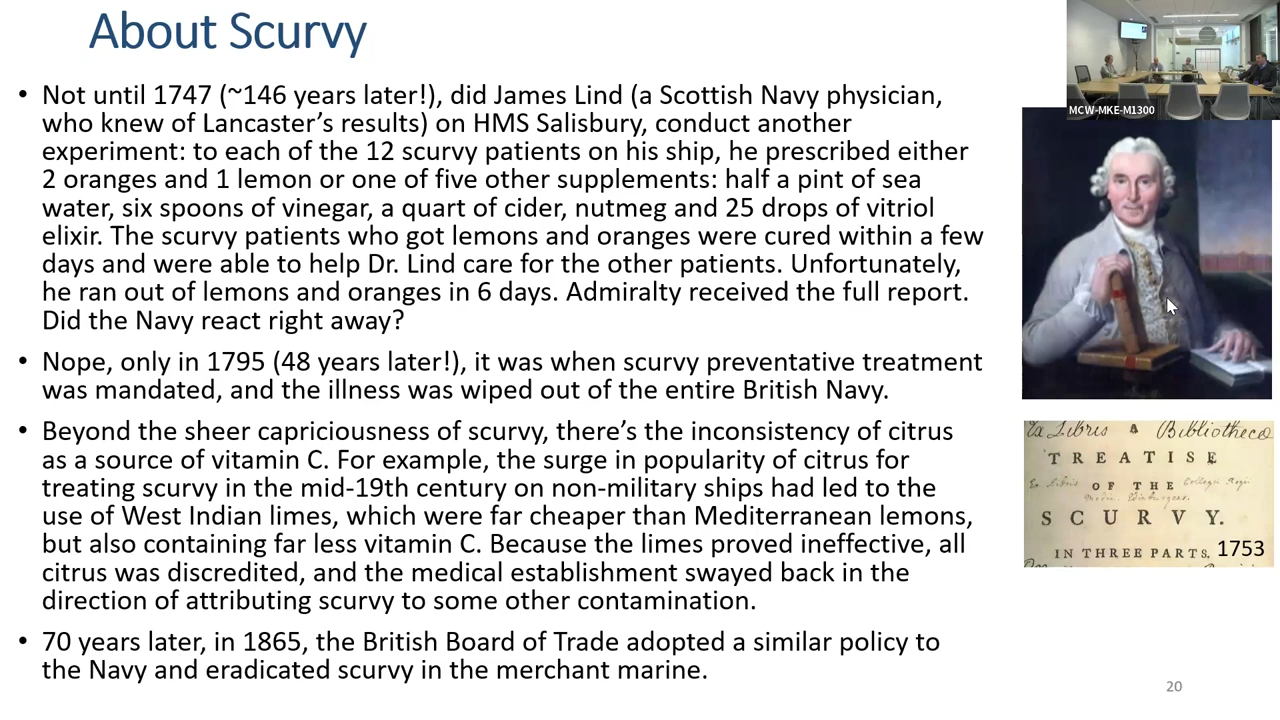 About Scurvy
MCW-MKE-M1300
• Not until 1747 (~146 years later!), did James Lind (a Scottish Navy physician,
who knew of Lancaster's results) on HMS Salisbury, conduct another
experiment: to each of the 12 scurvy patients on his ship, he prescribed either
2 oranges and 1 lemon or one of five other supplements: half a pint of sea
water, six spoons of vinegar, a quart of cider, nutmeg and 25 drops of vitriol
elixir. The scurvy patients who got lemons and oranges were cured within a few
days and were able to help Dr. Lind care for the other patients. Unfortunately,
he ran out of lemons and oranges in 6 days. Admiralty received the full report.
Did the Navy react right away?
• Nope, only in 1795 (48 years later!), it was when scurvy preventative treatment
was mandated, and the illness was wiped out of the entire British Navy.
• Beyond the sheer capriciousness of scurvy, there's the inconsistency of citrus
as a source of vitamin C. For example, the surge in popularity of citrus for
treating scurvy in the mid-19th century on non-military ships had led to the
use of West Indian limes, which were far cheaper than Mediterranean lemons,
but also containing far less vitamin C. Because the limes proved ineffective, all
citrus was discredited, and the medical establishment swayed back in the
direction of attributing scurvy to some other contamination.
• 70 years later, in 1865, the British Board of Trade adopted a similar policy to
the Navy and eradicated scurvy in the merchant marine.
Ex Libris Bibliotheca
TREATISE
OF THE
SCURVY.
IN THREE PARTS. 1753
20